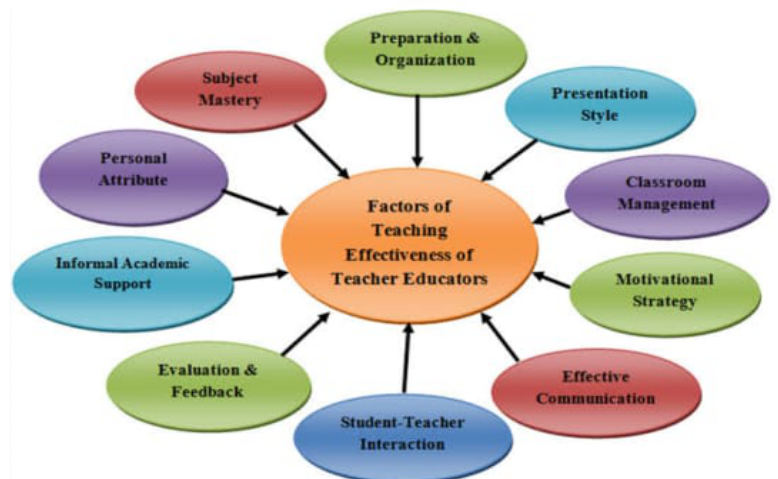 Preparation &
Organization
Subject
Mastery
Presentation
Style
Personal
Attribute
Classroom
Management
Factors of
Teaching
Effectiveness of
Teacher Educators
Informal Academic
Support
Motivational
Strategy
Evaluation &
Feedback
Effective
Communication
Student-Teacher
Interaction